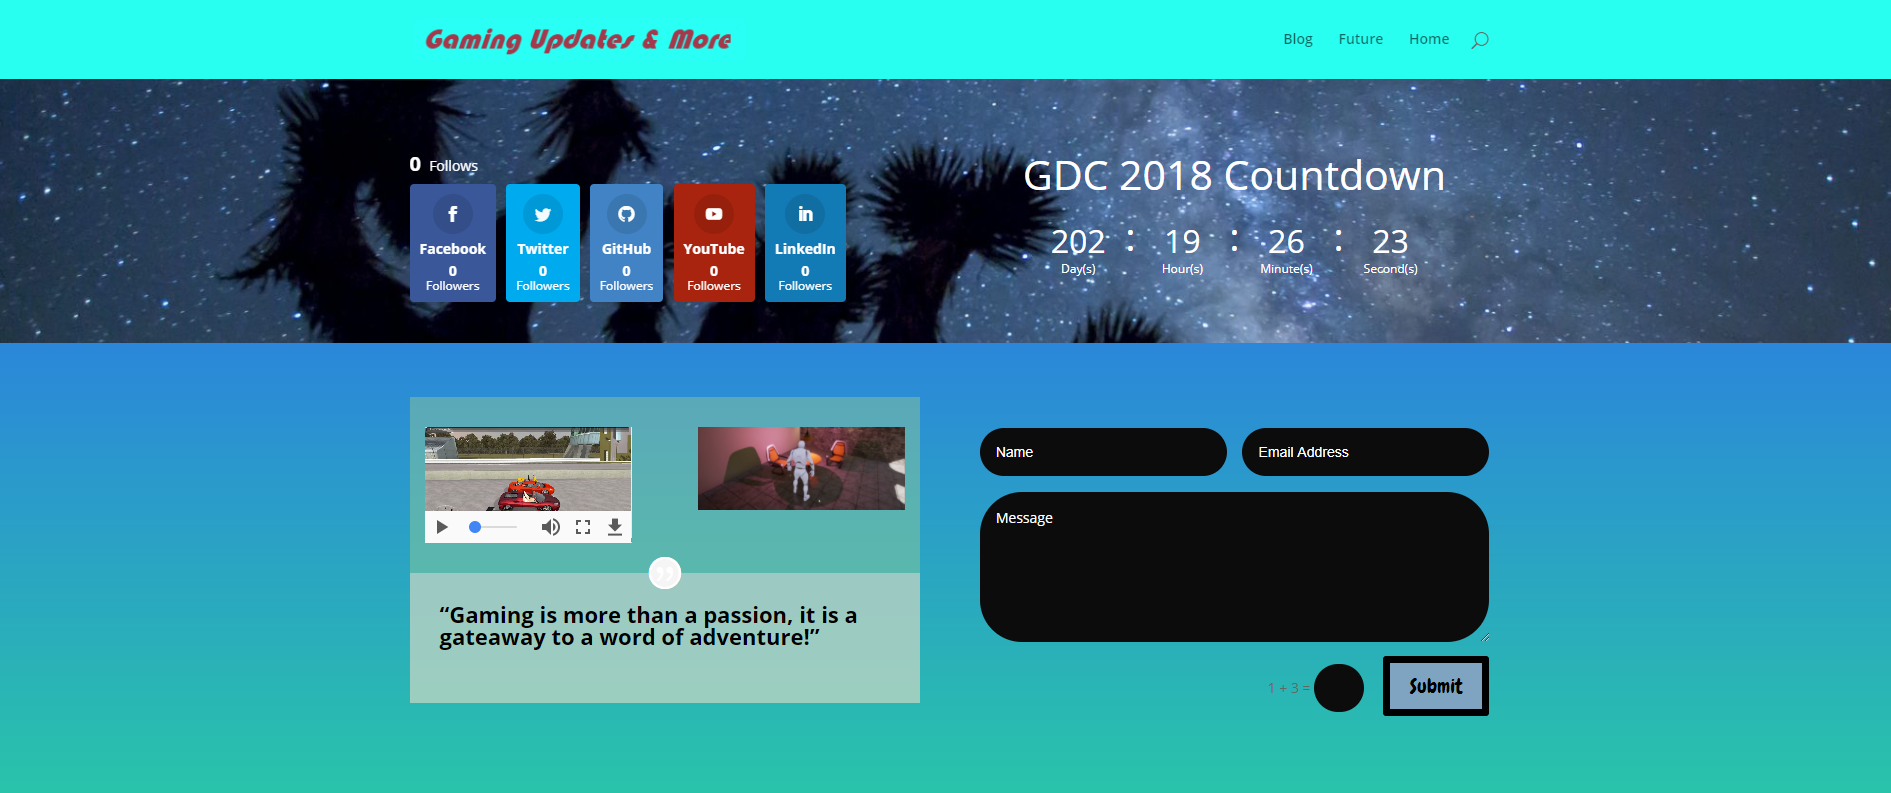 Gaming Updates & More
Blog Future Home
0 Follows
Facebook
0
Followers
Twitter
0
Followers
GitHub
0
Followers
YouTube
0
Followers
LinkedIn
0
Followers
GDC 2018 Countdown
202 : 19 : 26 : 23
Day(s) Hour(s) Minute(s) Second(s)
“Gaming is more than a passion, it is a
gateaway to a word of adventure!”
Name
Email Address
Message
1 + 3 =
Submit